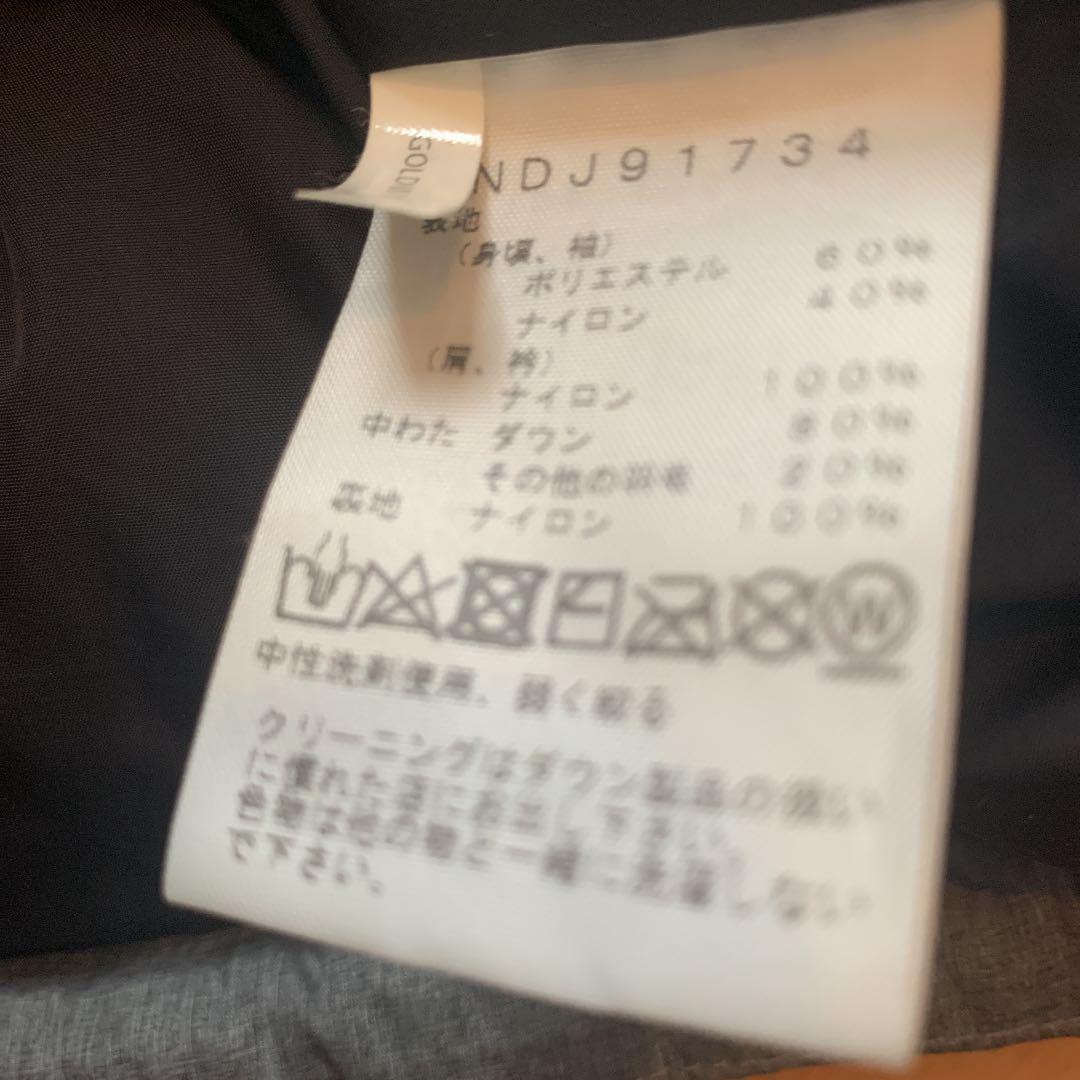 GOLDW
NDJ91734
表地
(身頃、袖)
ポリエステル 60%
ナイロン 40%
(肩、衿)
ナイロン 100%
中わた ダウン 80%
その他の羽毛 20%
裏地 ナイロン 100%
W
中性洗剤使用、弱く絞る
クリーニングはダウン製品の扱い
に慣れた店にお出し下さい。
色物は他の物と一緒に洗濯しない
で下さい。